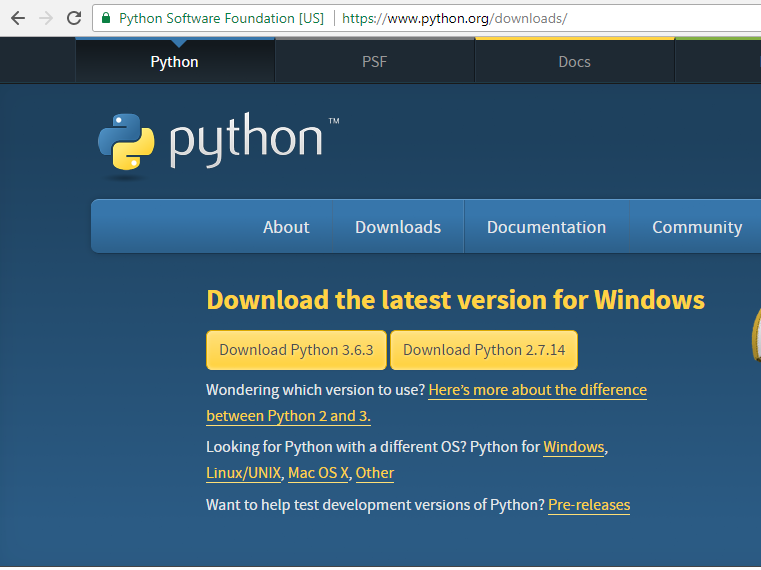 Python Software Foundation [US] https://www.python.org/downloads/
Python PSF Docs
python™
About Downloads Documentation Community
Download the latest version for Windows
Download Python 3.6.3 Download Python 2.7.14
Wondering which version to use? Here's more about the difference
between Python 2 and 3.
Looking for Python with a different OS? Python for Windows,
Linux/UNIX, Mac OS X, Other
Want to help test development versions of Python? Pre-releases